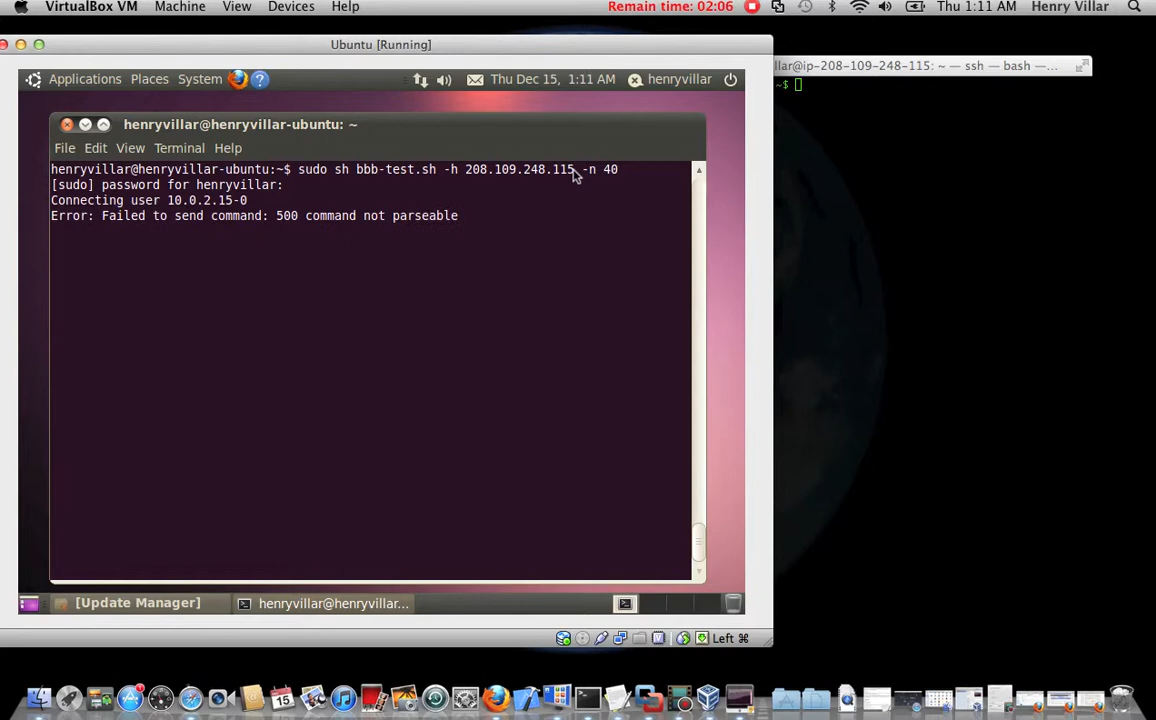 VirtualBox VM Machine View Devices Help Remain time: 02:06 Thu 1:11 AM Henry Villar
Ubuntu [Running]
Applications Places System ? Thu Dec 15, 1:11 AM henryvillar
henryvillar@henryvillar-ubuntu: ~
File Edit View Terminal Help
henryvillar@henryvillar-ubuntu:~$ sudo sh bbb-test.sh -h 208.109.248.115 -n 40
[sudo] password for henryvillar:
Connecting user 10.0.2.15-0
Error: Failed to send command: 500 command not parseable
[Update Manager] henryvillar@henryvillar...
Left ⌘
llar@ip-208-109-248-115: ~ — ssh — bash —...
~$